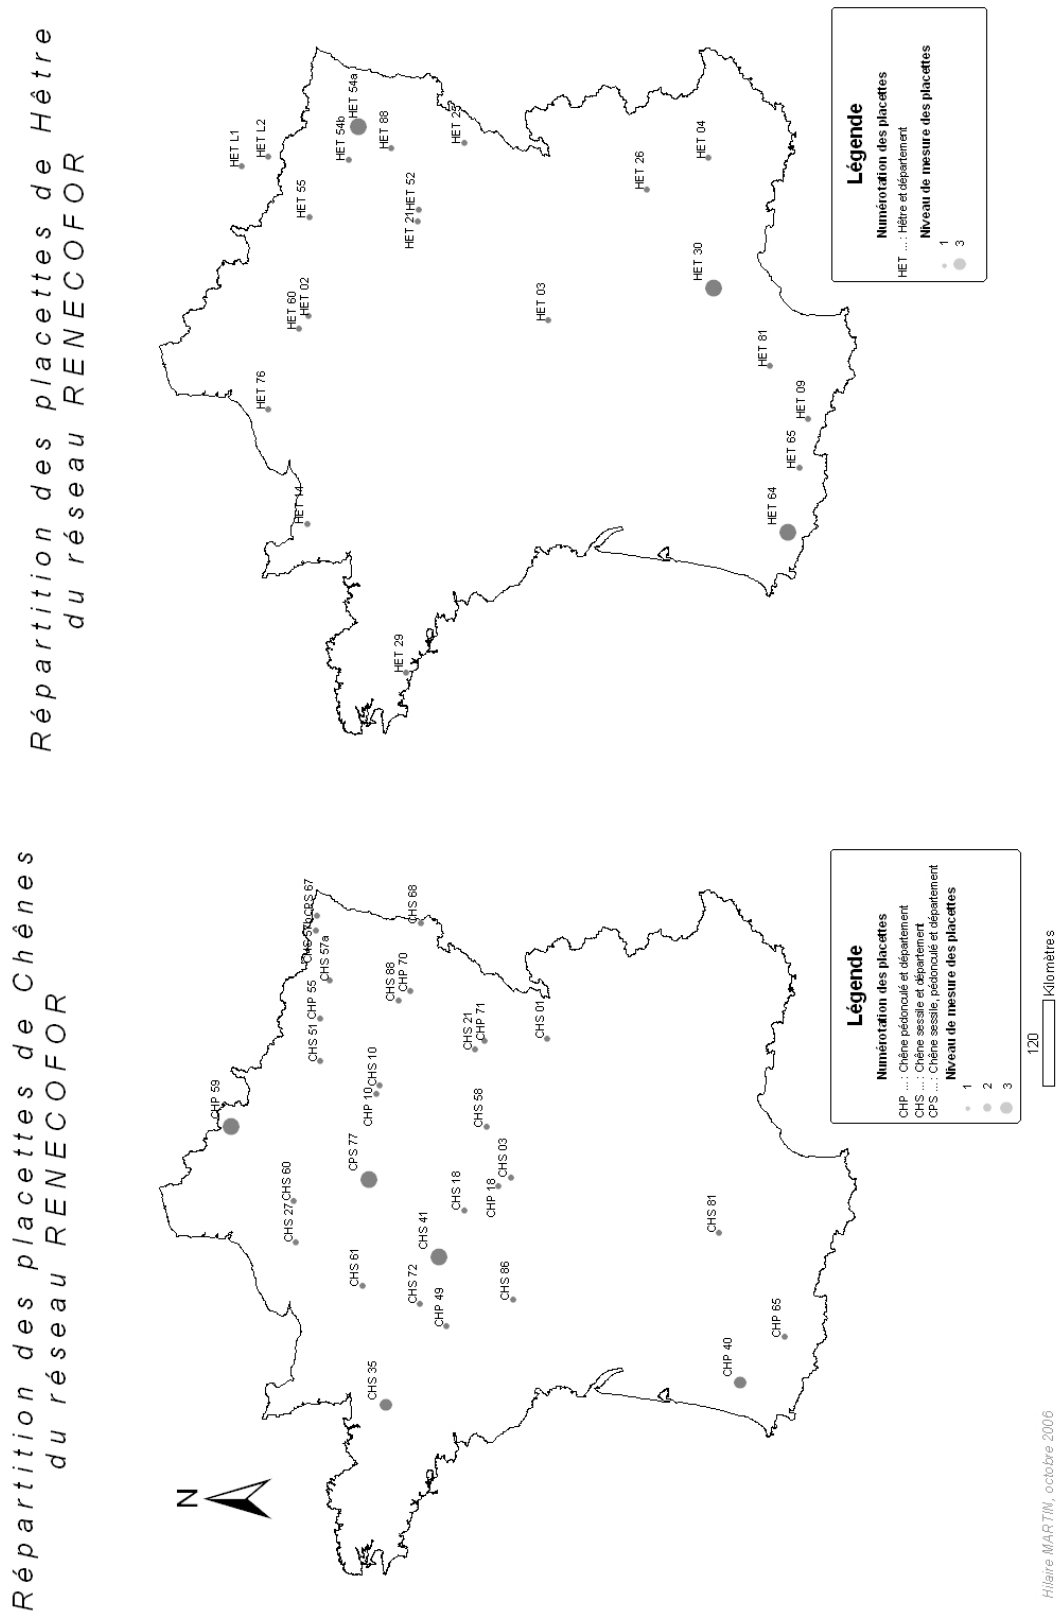 Répartition des placettes de Chênes
du réseau RENECOFOR
N
CHP 59
CHS 60
CHS 27
CHS 51
CHP 55
CHS 57a
CHS 57b
CPS 67
CHS 61
CPS 77
CHP 10
CHS 10
CHS 88
CHP 70
CHS 68
CHS 35
CHS 72
CHP 49
CHS 41
CHS 18
CHP 18
CHS 03
CHS 58
CHS 21
CHP 71
CHS 01
CHS 86
CHS 81
CHP 40
CHP 65
Légende
Numérotation des placettes
CHP ...: Chêne pédonculé et département
CHS ...: Chêne sessile et département
CPS ...: Chêne sessile, pédonculé et département
Niveau de mesure des placettes
1
2
3
120
Kilomètres
Hilaire MARTIN, octobre 2006
Répartition des placettes de Hêtre
du réseau RENECOFOR
HET L1
HET L2
HET 76
HET 60
HET 02
HET 55
HET 14
HET 54b
HET 54a
HET 88
HET 29
HET 21
HET 52
HET 25
HET 03
HET 26
HET 04
HET 30
HET 81
HET 09
HET 65
HET 64
Légende
Numérotation des placettes
HET ...: Hêtre et département
Niveau de mesure des placettes
1
3